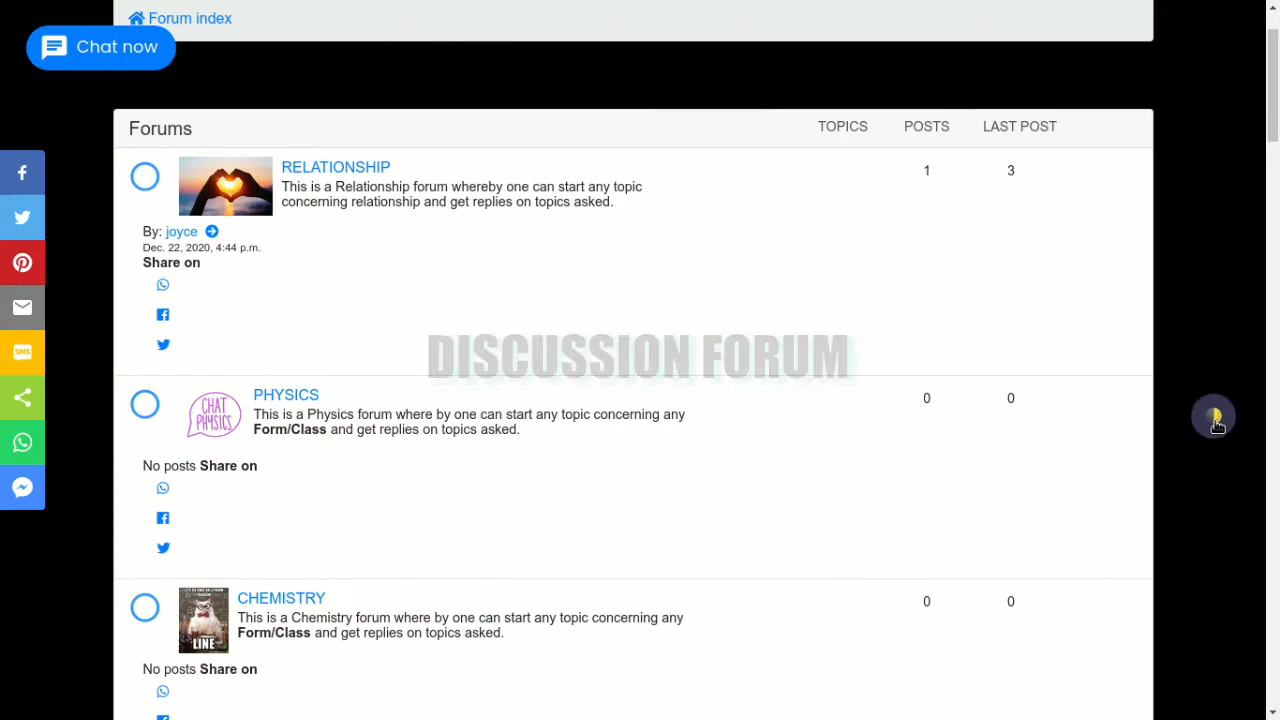 Forum index
Chat now
Forums
TOPICS
POSTS
LAST POST
RELATIONSHIP
This is a Relationship forum whereby one can start any topic
concerning relationship and get replies on topics asked.
1
3
By: joyce
Dec. 22, 2020, 4:44 p.m.
Share on
DISCUSSION FORUM
SMS
CHAT
PHYSICS
PHYSICS
This is a Physics forum where by one can start any topic concerning any
Form/Class and get replies on topics asked.
0
0
No posts Share on
LINE
CHEMISTRY
This is a Chemistry forum where by one can start any topic concerning any
Form/Class and get replies on topics asked.
0
0
No posts Share on